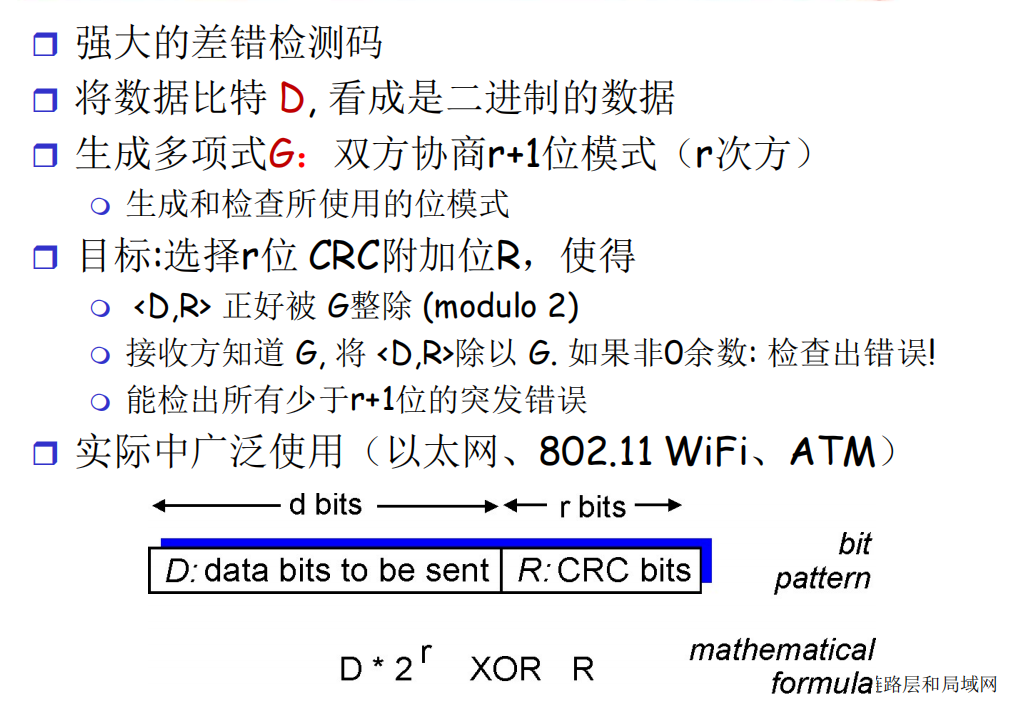 强大的差错检测码
将数据比特 D, 看成是二进制的数据
生成多项式G：双方协商r+1位模式（r次方）
生成和检查所使用的位模式
目标:选择r位 CRC附加位R，使得
<D,R> 正好被 G整除 (modulo 2)
接收方知道 G, 将 <D,R>除以 G. 如果非0余数: 检查出错误!
能检出所有少于r+1位的突发错误
实际中广泛使用（以太网、802.11 WiFi、ATM）
d bits r bits
D: data bits to be sent R: CRC bits
bit
pattern
D * 2^r XOR R
mathematical
formula
路层和局域网